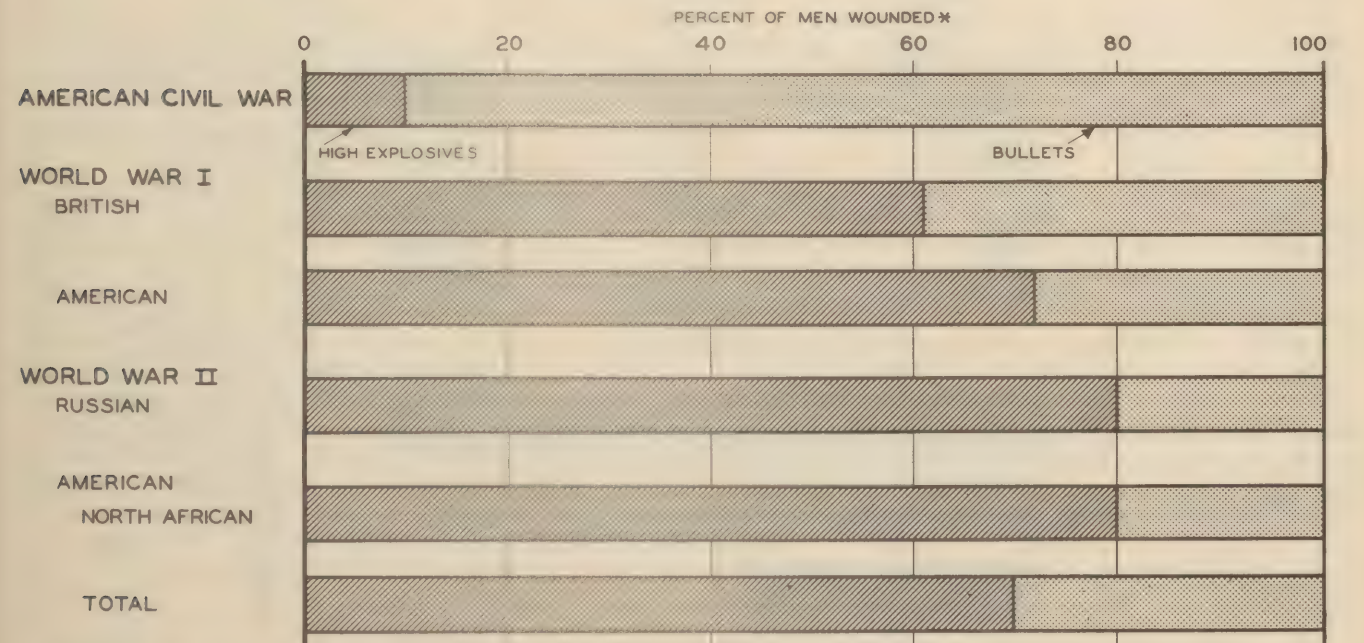 PERCENT OF MEN WOUNDED*
0 20 40 60 80 100
AMERICAN CIVIL WAR
HIGH EXPLOSIVES BULLETS
WORLD WAR I
BRITISH
AMERICAN
WORLD WAR II
RUSSIAN
AMERICAN
NORTH AFRICAN
TOTAL